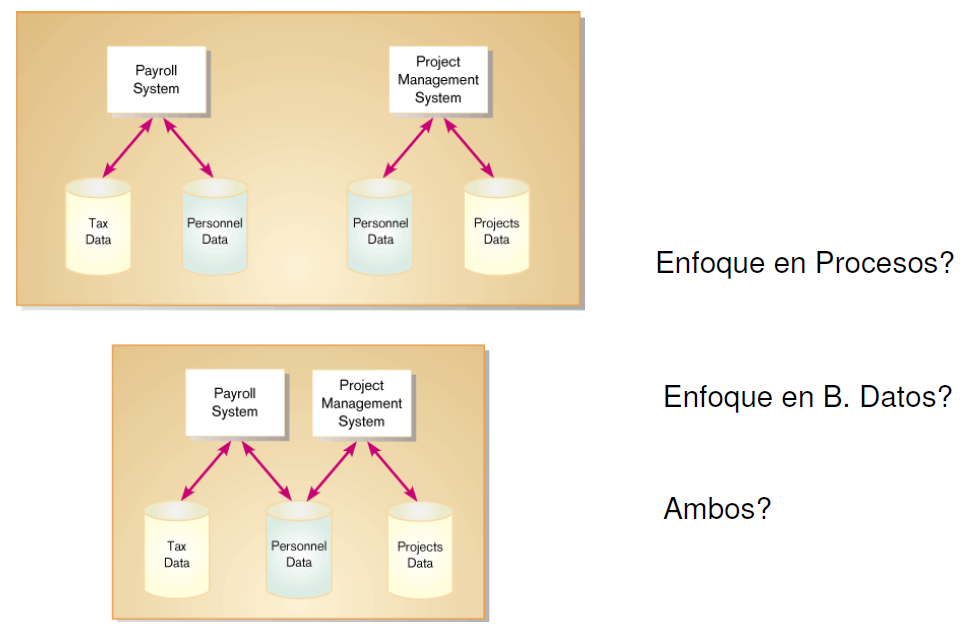 Payroll
System
Project
Management
System
Tax
Data
Personnel
Data
Personnel
Data
Projects
Data
Enfoque en Procesos?
Payroll
System
Project
Management
System
Tax
Data
Personnel
Data
Projects
Data
Enfoque en B. Datos?
Ambos?